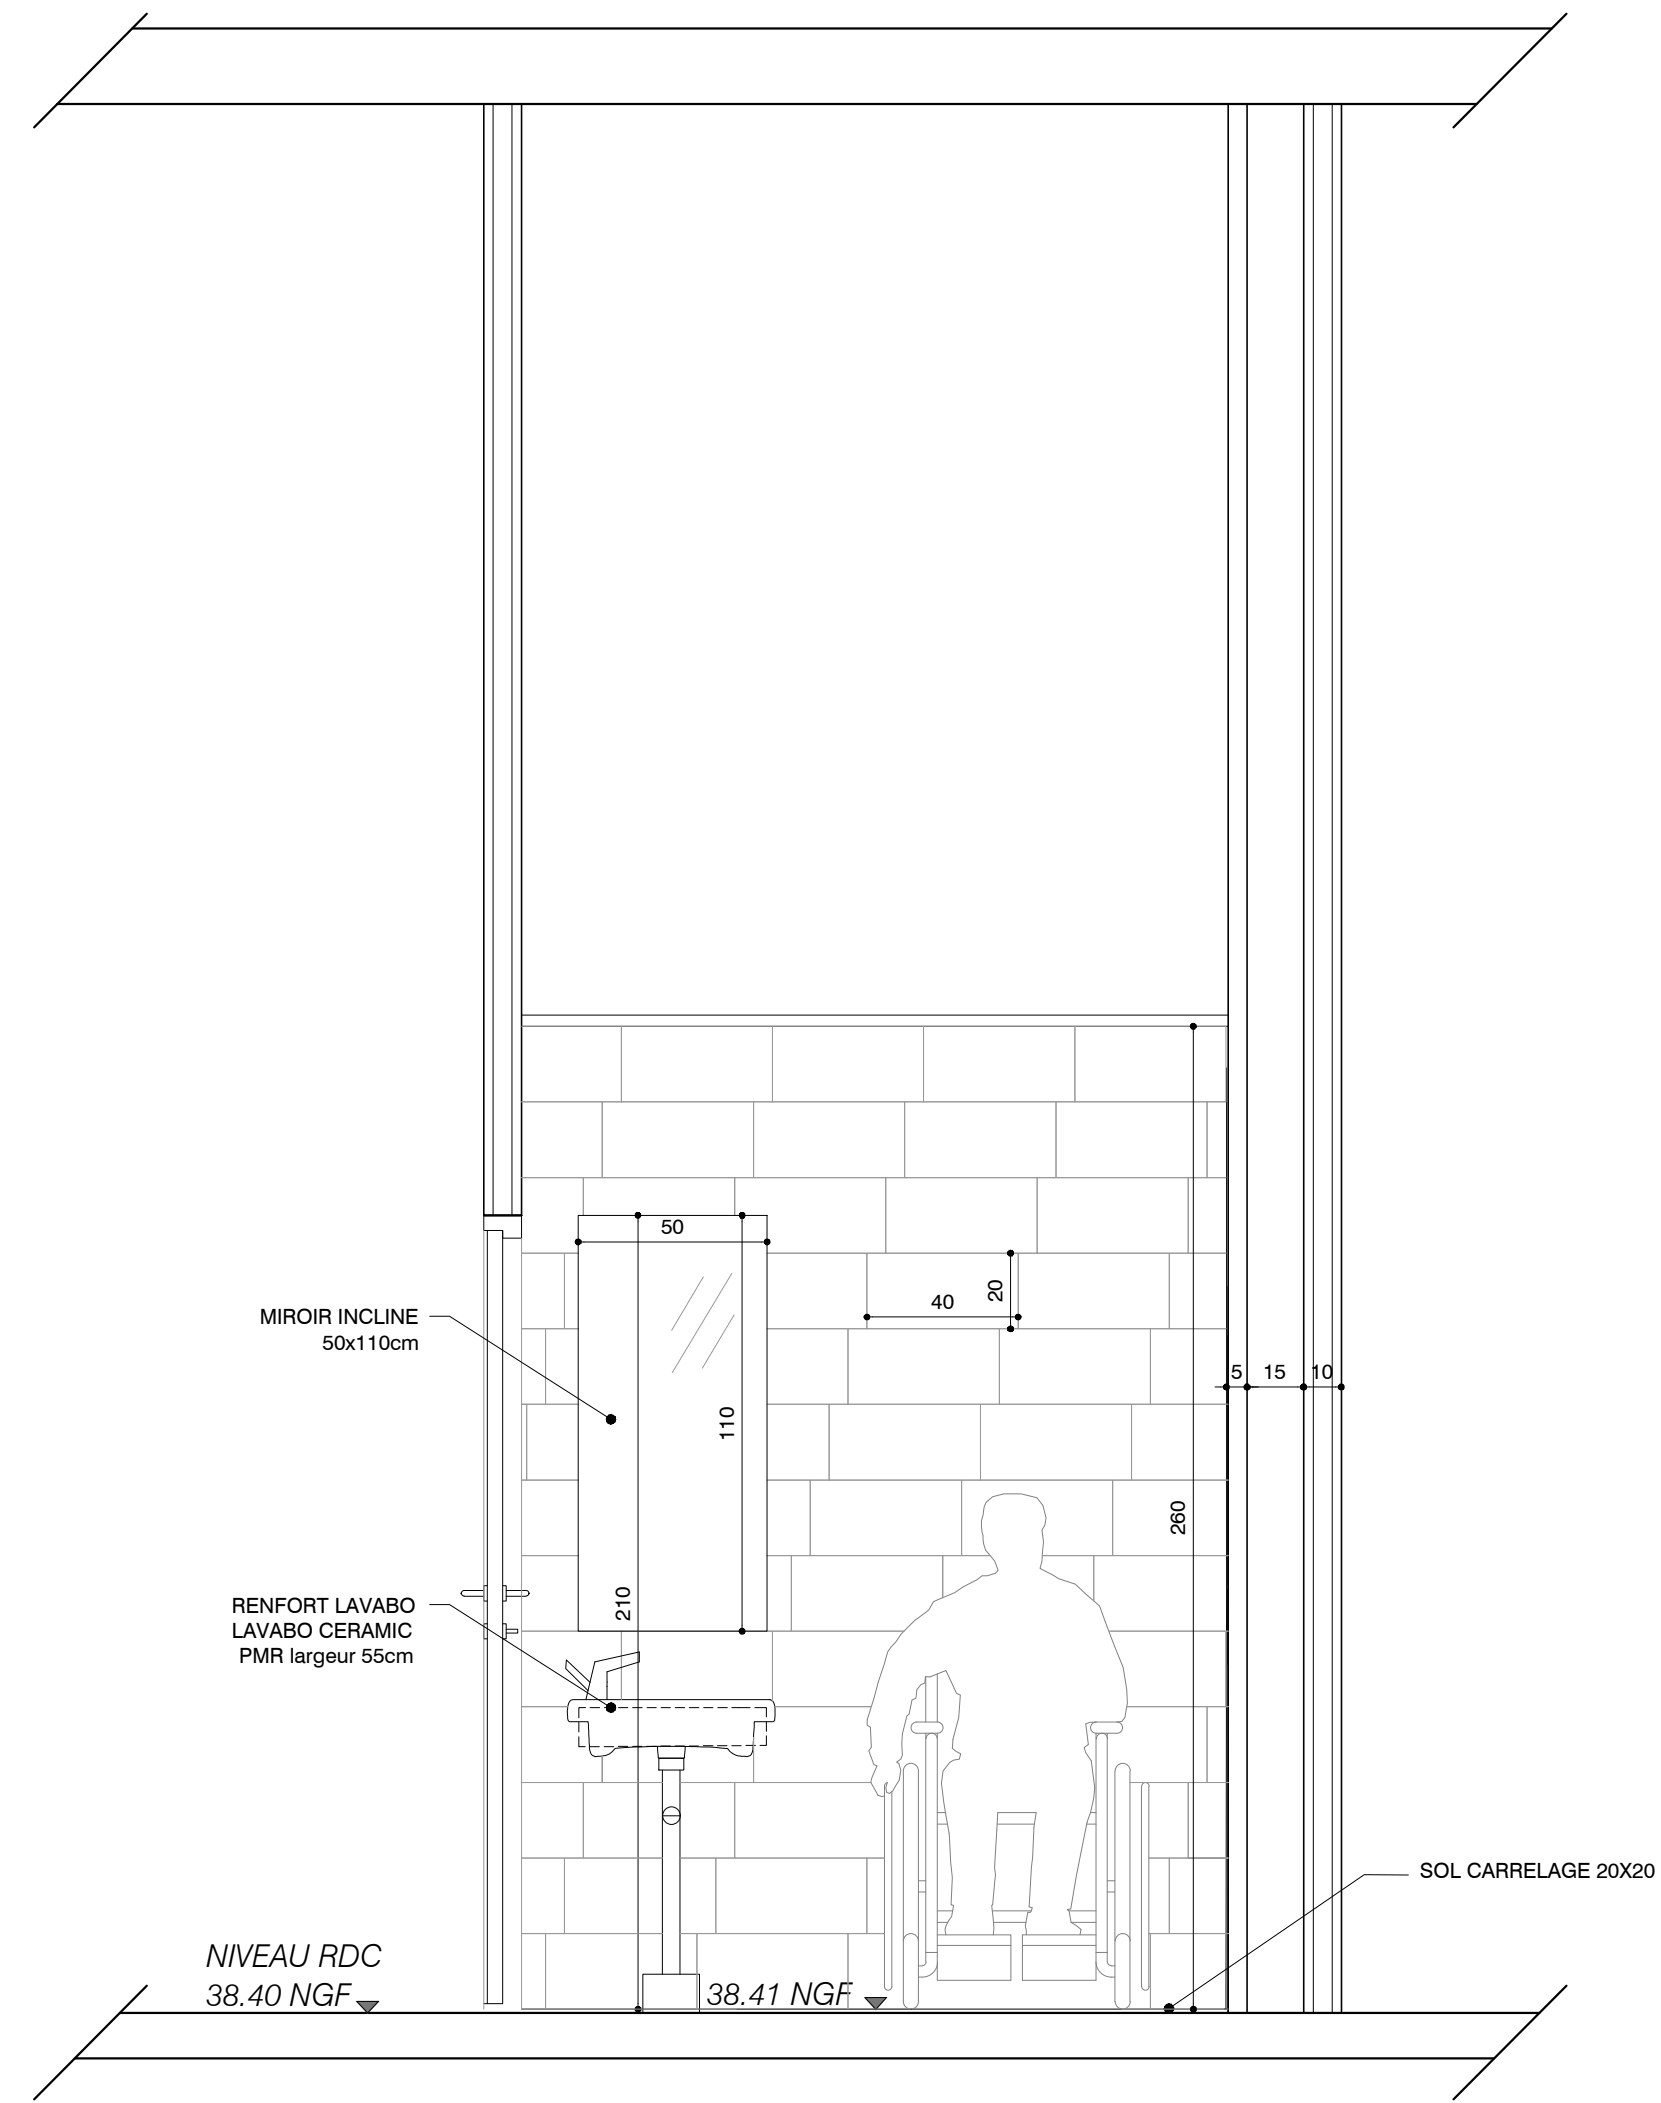 50
40
20
MIROIR INCLINE
50x110cm
110
5 15 10
260
210
RENFORT LAVABO
LAVABO CERAMIC
PMR largeur 55cm
SOL CARRELAGE 20X20
NIVEAU RDC
38.40 NGF
38.41 NGF